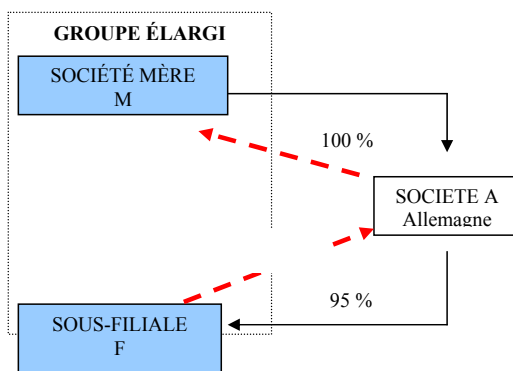 GROUPE ÉLARGI
SOCIÉTÉ MÈRE
M
100 %
SOCIETE A
Allemagne
95 %
SOUS-FILIALE
F